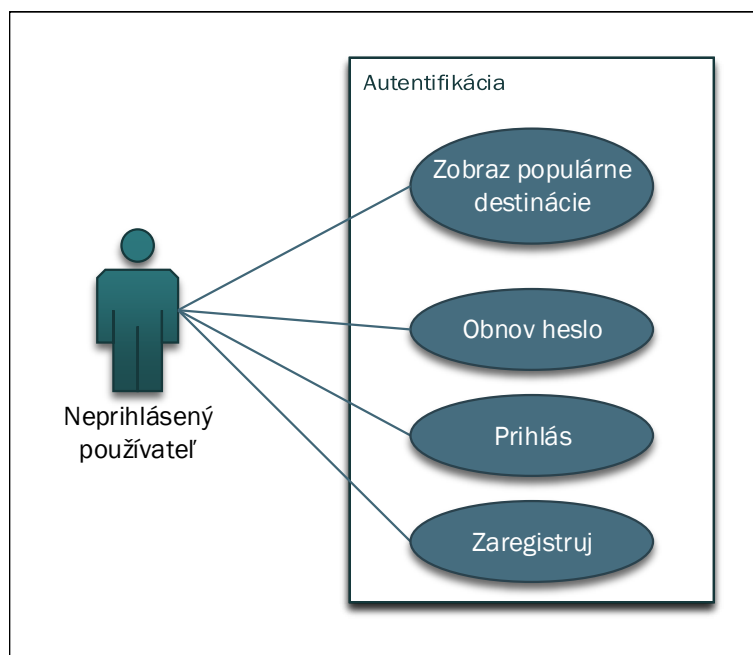 Autentifikácia
Zobraz populárne
destinácie
Obnov heslo
Prihlás
Zaregistruj
Neprihlásený
používateľ